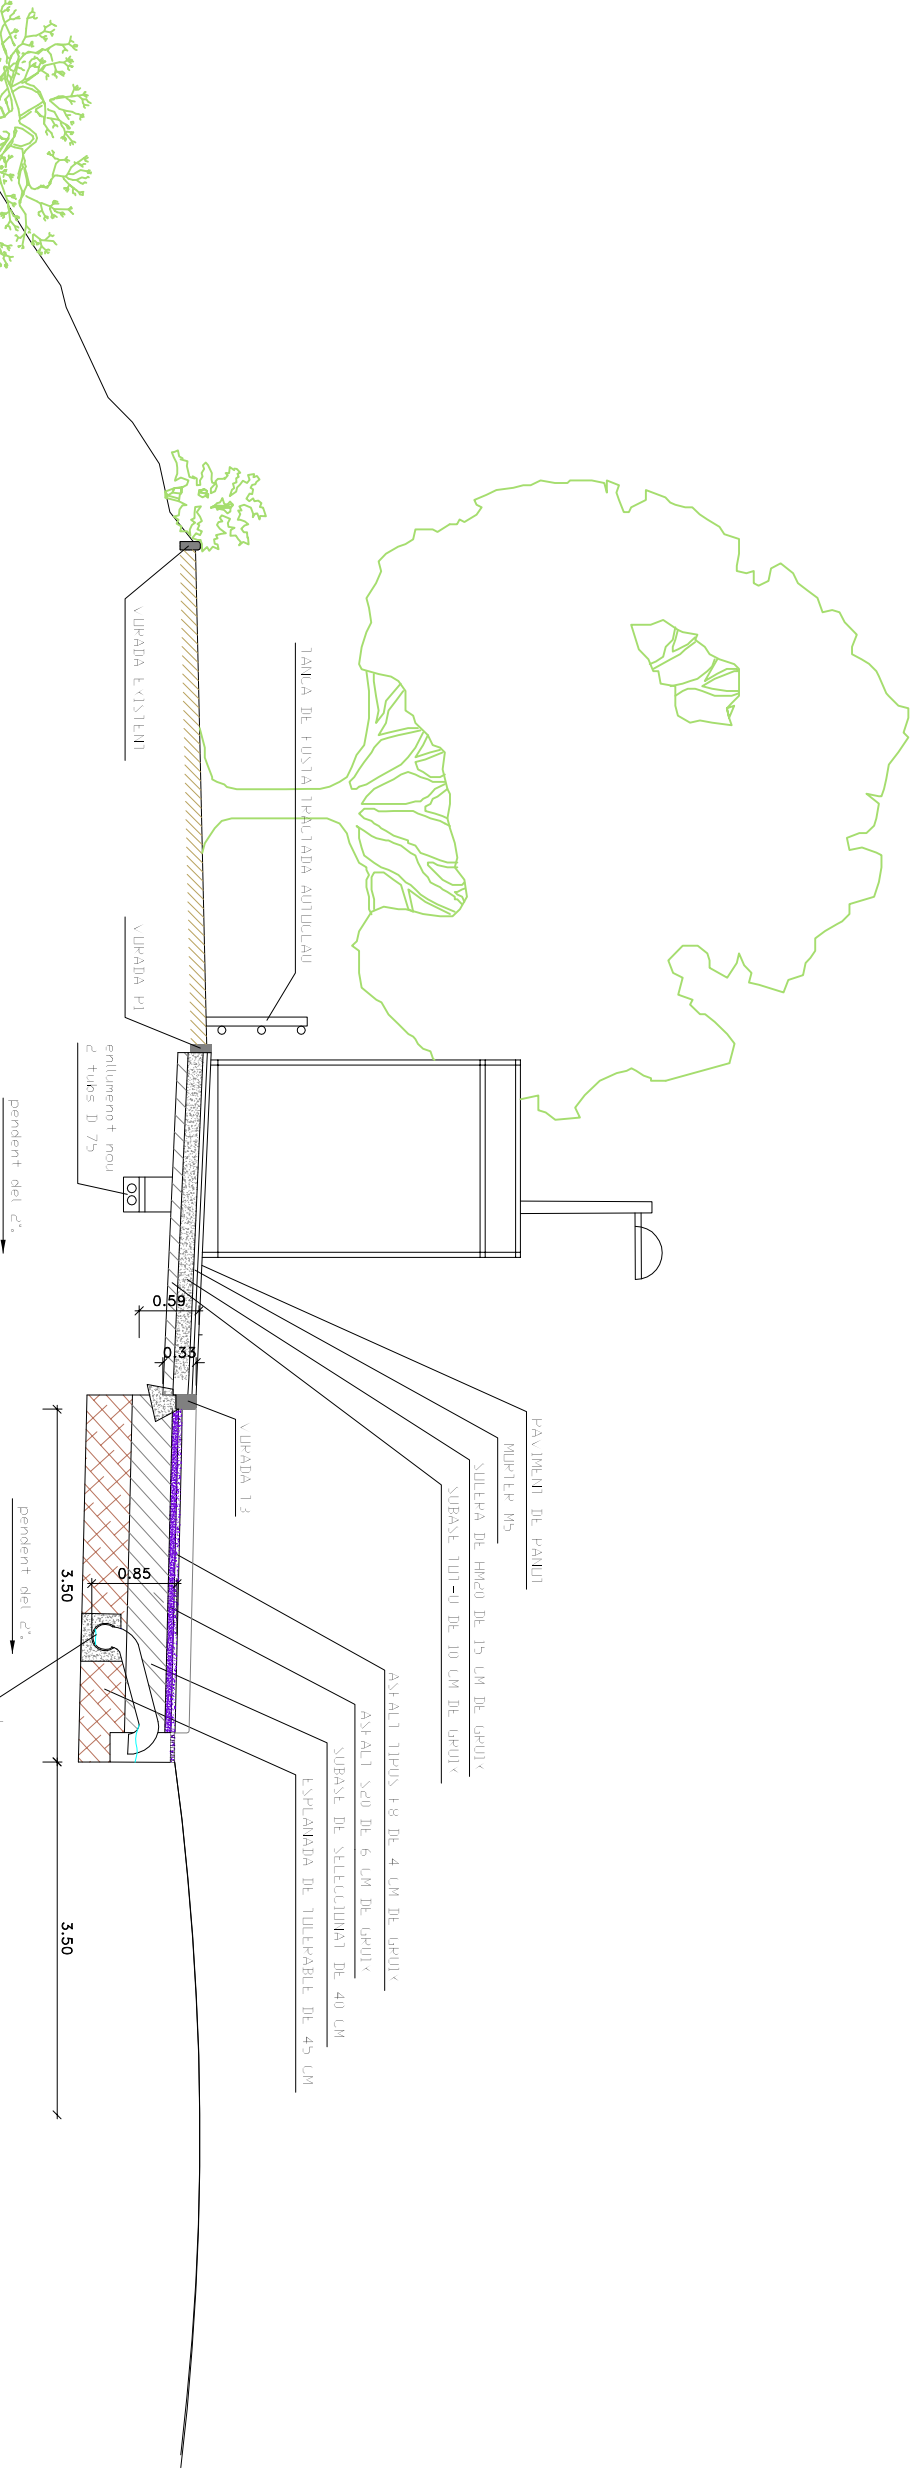 VORADA EXISTENT
TANCA DE FUSTA TRACTADA AUTOCLAU
VORADA P1
enllumenat nou
2 tubs D 75
pendent del 2%
0.59
0.33
VORADA T3
PAVIMENT DE PANOT
MORTER M5
SOLERA DE HM20 DE 15 CM DE GRUIX
SUBBASE TOT-U DE 10 CM DE GRUIX
pendent del 2%
3.50
0.85
ASFALT TIPUS F8 DE 4 CM DE GRUIX
ASFALT S20 DE 6 CM DE GRUIX
SUBASE DE SELECCIONAT DE 40 CM
ESPLANADA DE TOLERABLE DE 45 CM
3.50